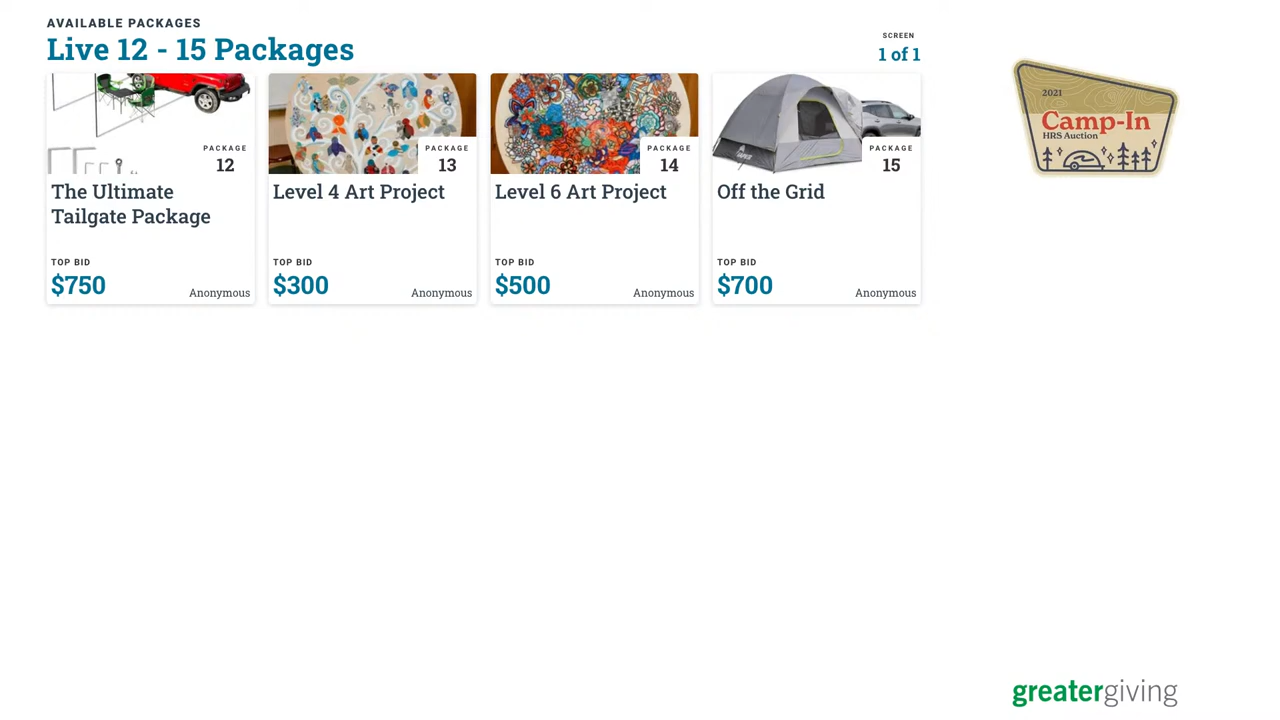 AVAILABLE PACKAGES
Live 12 - 15 Packages
SCREEN
1 of 1
2021
Camp-In
HRS Auction
PACKAGE
12
The Ultimate
Tailgate Package
TOP BID
$750
Anonymous
PACKAGE
13
Level 4 Art Project
TOP BID
$300
Anonymous
PACKAGE
14
Level 6 Art Project
TOP BID
$500
Anonymous
PACKAGE
15
Off the Grid
TOP BID
$700
Anonymous
greatergiving